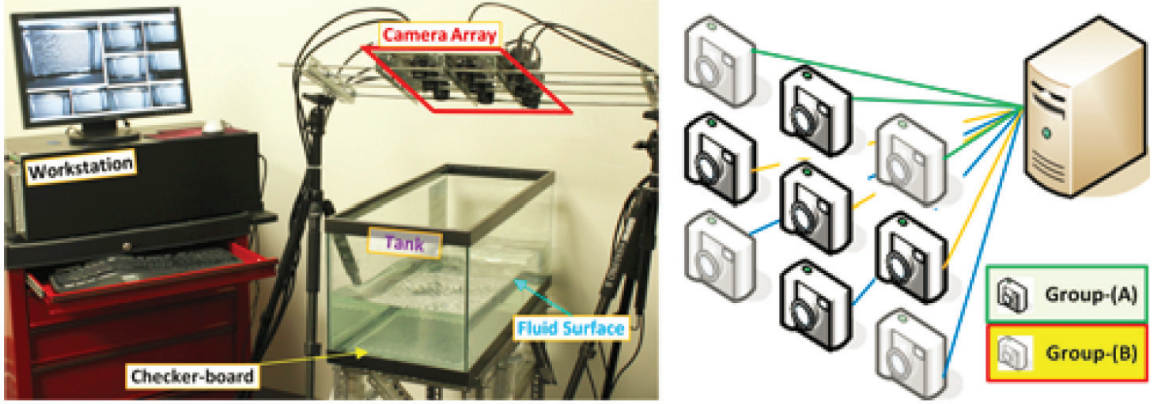 Camera Array
Workstation
Tank
Fluid Surface
Checker-board
Group-(A)
Group-(B)